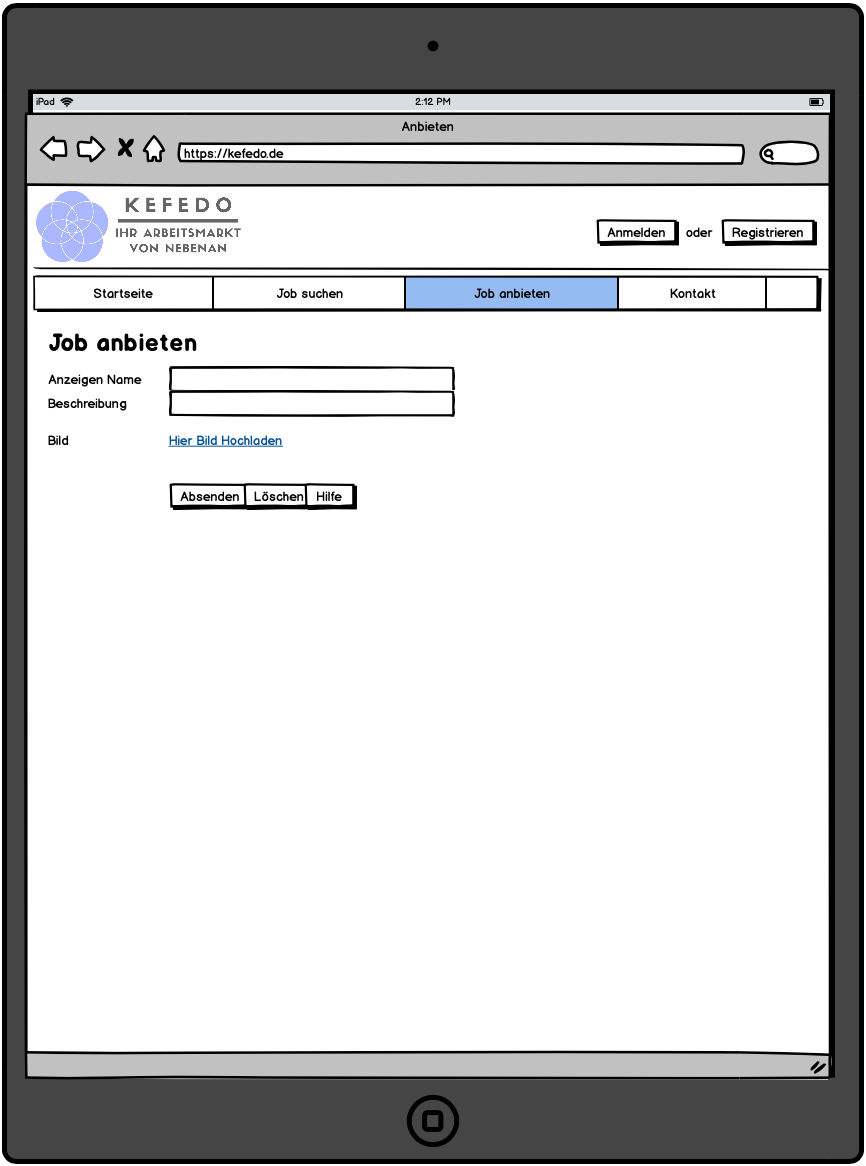 iPad 2:12 PM
Anbieten
https://kefedo.de
KEFEDO
IHR ARBEITSMARKT
VON NEBENAN
Anmelden oder Registrieren
Startseite Job suchen Job anbieten Kontakt
Job anbieten
Anzeigen Name
Beschreibung
Bild Hier Bild Hochladen
Absenden Löschen Hilfe